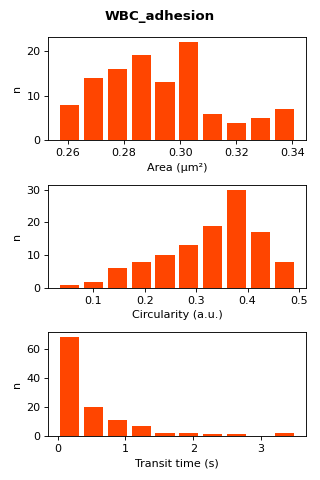 WBC_adhesion
20
10
0
n
0.26 0.28 0.30 0.32 0.34
Area (μm²)
30
20
10
0
n
0.1 0.2 0.3 0.4 0.5
Circularity (a.u.)
60
40
20
0
n
0 1 2 3
Transit time (s)